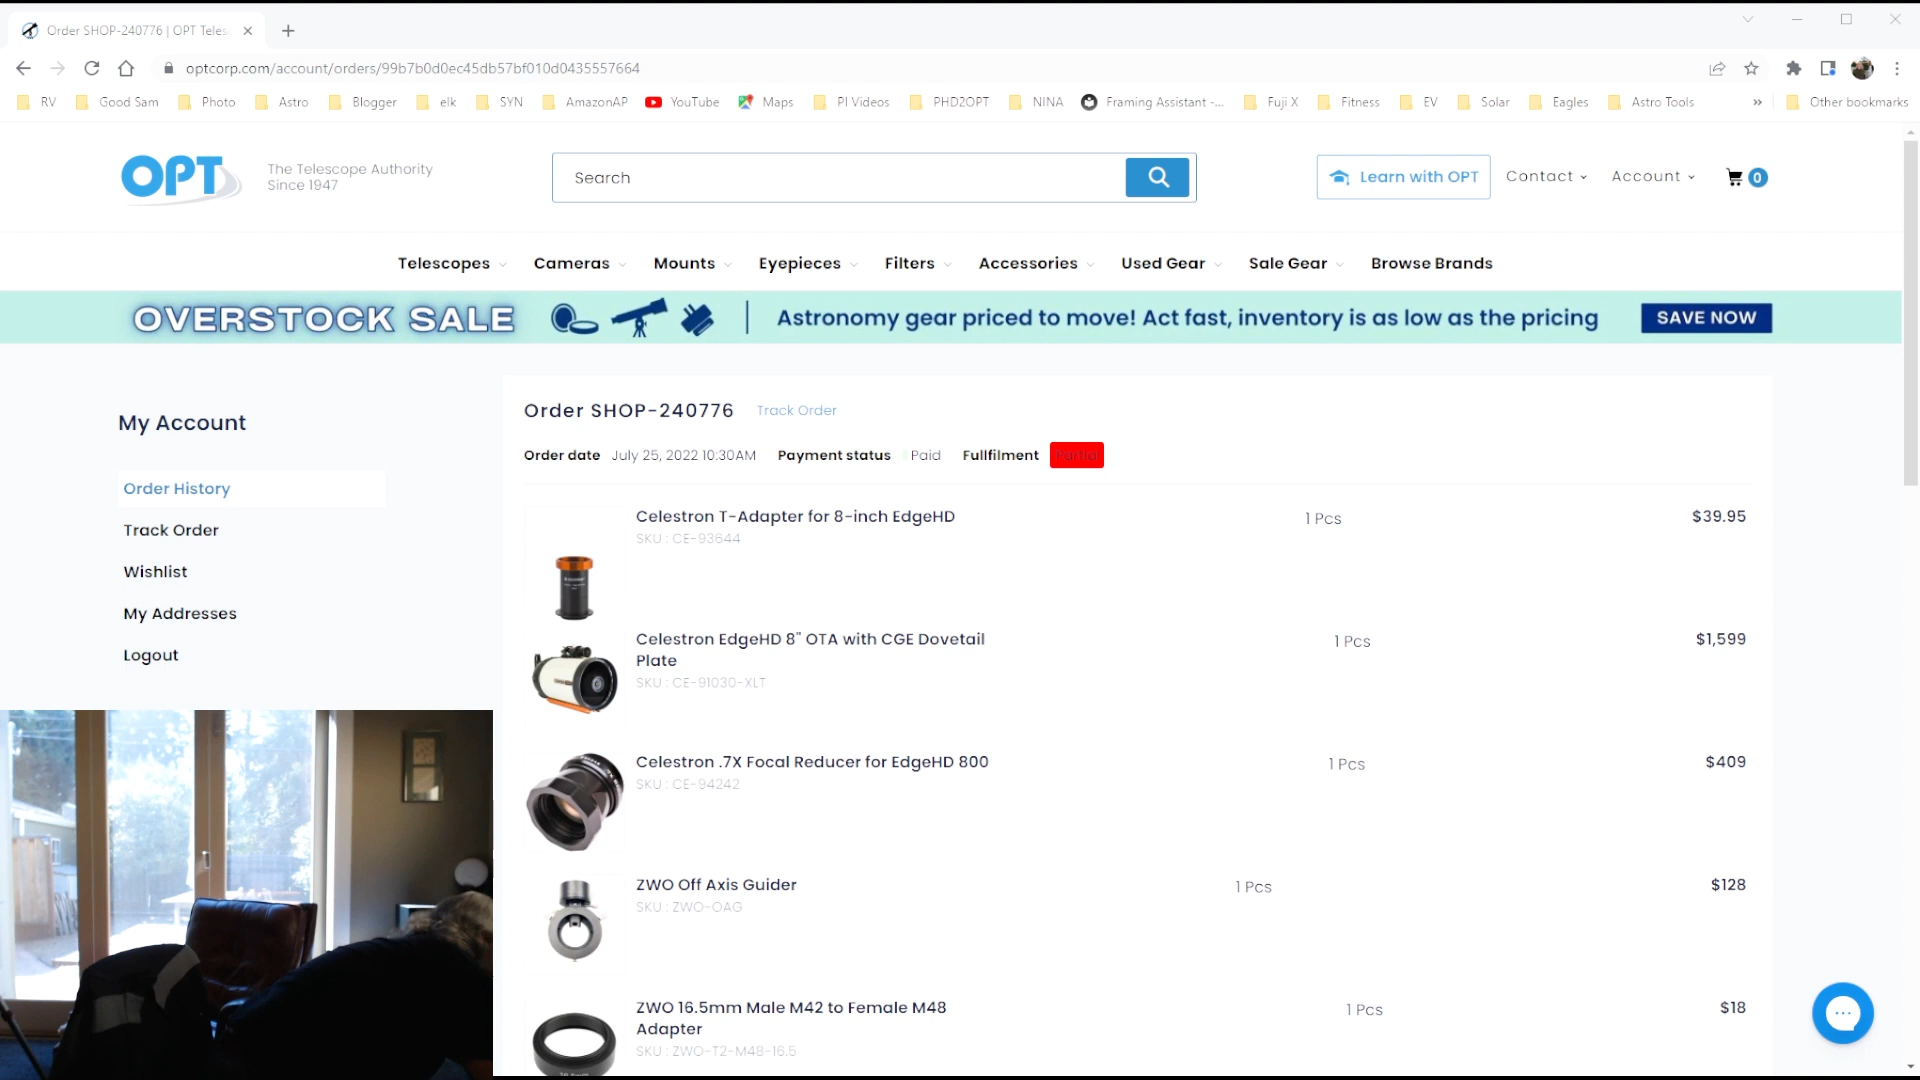 Order SHOP-240776 | OPT Teles
optcorp.com/account/orders/99b7b0d0ec45db57bf010d0435557664
RV Good Sam Photo Astro Blogger elk SYN AmazonAP YouTube Maps PI Videos PHD2OPT NINA Framing Assistant -... Fuji X Fitness EV Solar Eagles Astro Tools » Other bookmarks
OPT
The Telescope Authority
Since 1947
Search
Learn with OPT
Contact
Account
0
Telescopes Cameras Mounts Eyepieces Filters Accessories Used Gear Sale Gear Browse Brands
OVERSTOCK SALE | Astronomy gear priced to move! Act fast, inventory is as low as the pricing SAVE NOW
My Account
Order History
Track Order
Wishlist
My Addresses
Logout
Order SHOP-240776 Track Order
Order date July 25, 2022 10:30AM Payment status Paid Fullfilment Partial
Celestron T-Adapter for 8-inch EdgeHD 1 Pcs $39.95
SKU : CE-93644
Celestron EdgeHD 8" OTA with CGE Dovetail 1 Pcs $1,599
Plate
SKU : CE-91030-XLT
Celestron .7X Focal Reducer for EdgeHD 800 1 Pcs $409
SKU : CE-94242
ZWO Off Axis Guider 1 Pcs $128
SKU : ZWO-OAG
ZWO 16.5mm Male M42 to Female M48 1 Pcs $18
Adapter
SKU : ZWO-T2-M48-16.5